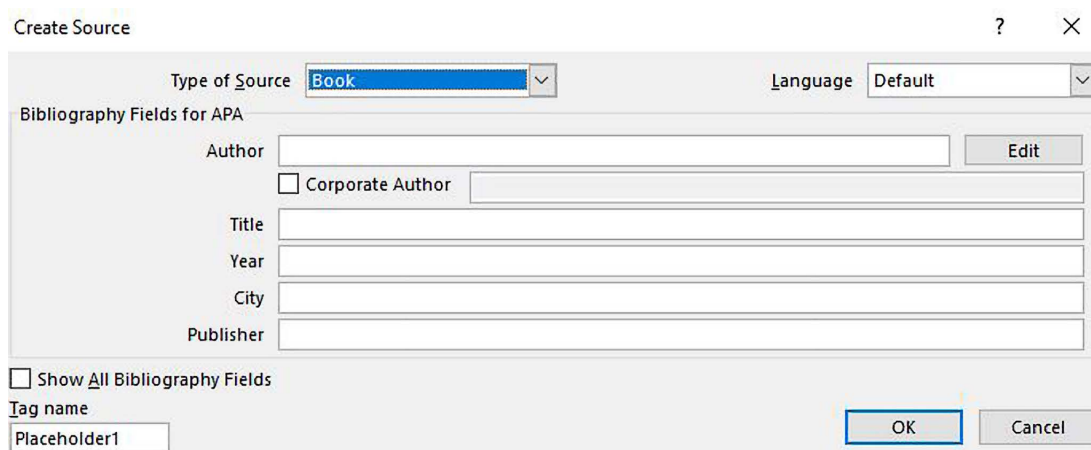 Create Source ?
Type of Source Book Language Default
Bibliography Fields for APA
Author Edit
Corporate Author
Title
Year
City
Publisher
Show All Bibliography Fields
Tag name
Placeholder1 OK Cancel